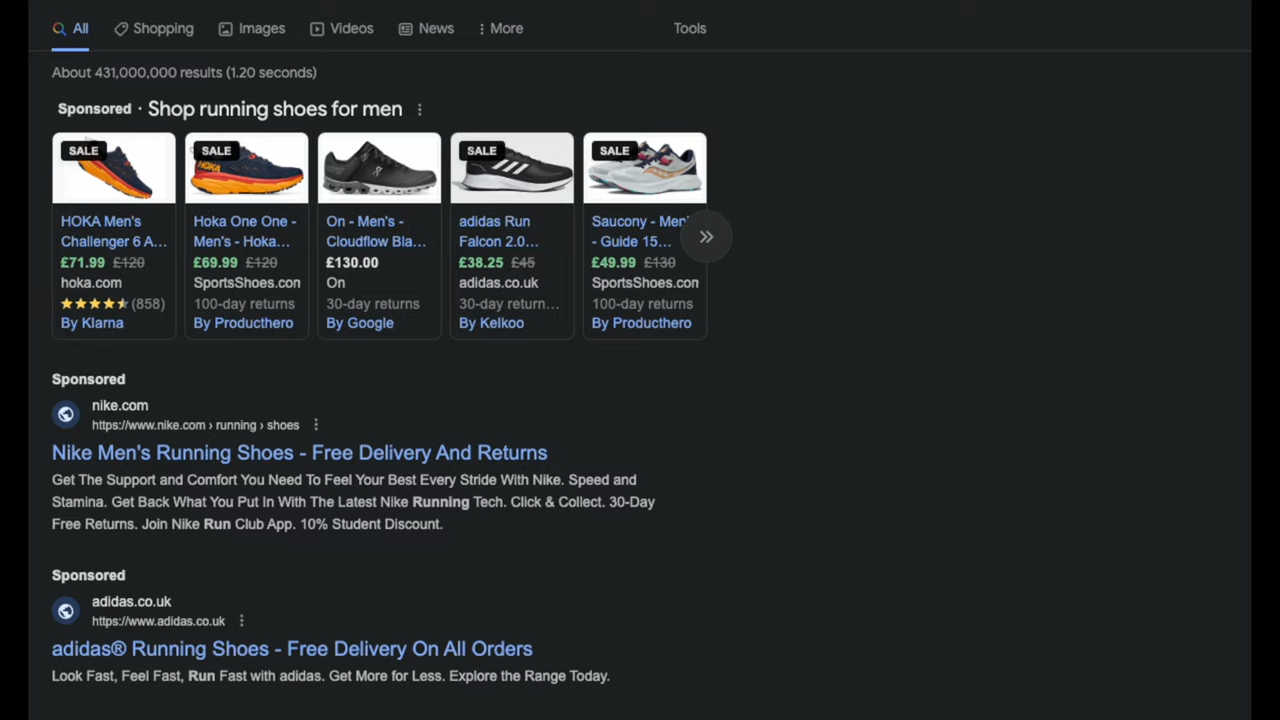 All Shopping Images Videos News More Tools
About 431,000,000 results (1.20 seconds)
Sponsored · Shop running shoes for men
SALE SALE SALE SALE
HOKA
HOKA Men's
Challenger 6 A...
£71.99 £120
hoka.com
(858)
By Klarna
Hoka One One -
Men's - Hoka...
£69.99 £120
SportsShoes.com
100-day returns
By Producthero
On - Men's -
Cloudflow Bla...
£130.00
On
30-day returns
By Google
adidas Run
Falcon 2.0...
£38.25 £45
adidas.co.uk
30-day return...
By Kelkoo
Saucony - Men'
- Guide 15...
£49.99 £130
SportsShoes.com
100-day returns
By Producthero
Sponsored
nike.com
https://www.nike.com › running › shoes
Nike Men's Running Shoes - Free Delivery And Returns
Get The Support and Comfort You Need To Feel Your Best Every Stride With Nike. Speed and
Stamina. Get Back What You Put In With The Latest Nike Running Tech. Click & Collect. 30-Day
Free Returns. Join Nike Run Club App. 10% Student Discount.
Sponsored
adidas.co.uk
https://www.adidas.co.uk
adidas® Running Shoes - Free Delivery On All Orders
Look Fast, Feel Fast, Run Fast with adidas. Get More for Less. Explore the Range Today.